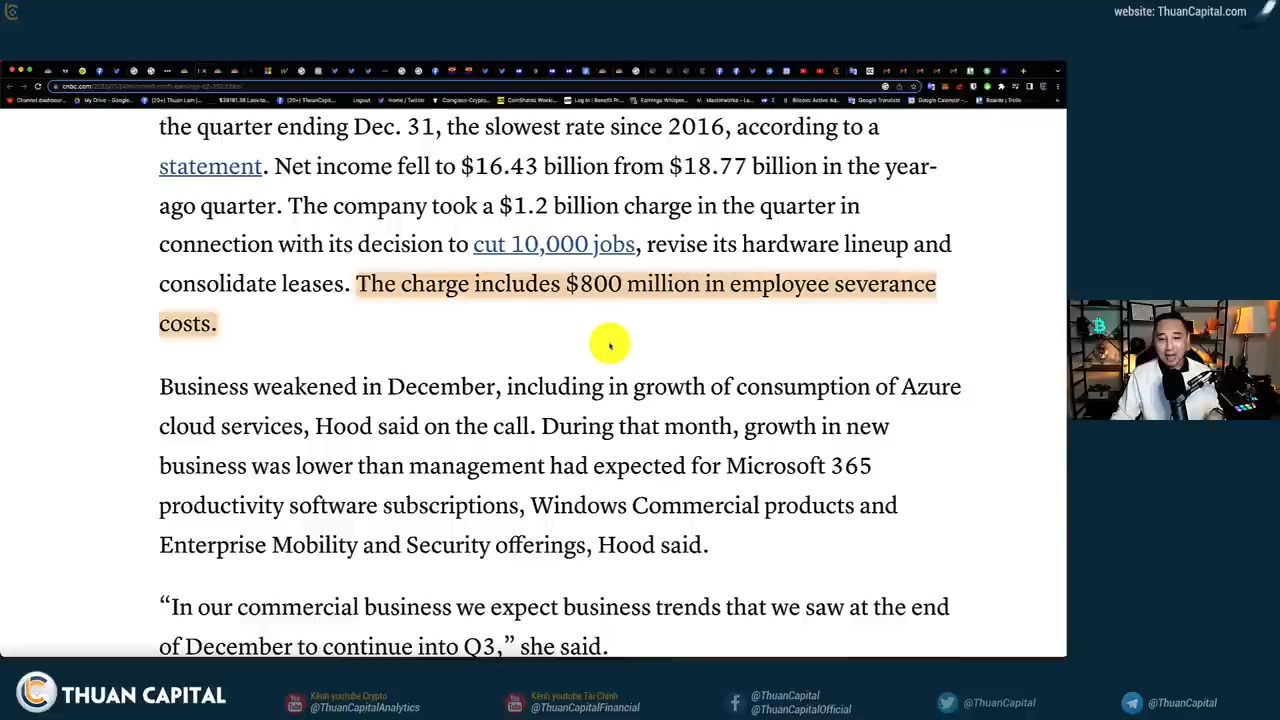 website: ThuanCapital.com
the quarter ending Dec. 31, the slowest rate since 2016, according to a
statement. Net income fell to $16.43 billion from $18.77 billion in the year-
ago quarter. The company took a $1.2 billion charge in the quarter in
connection with its decision to cut 10,000 jobs, revise its hardware lineup and
consolidate leases. The charge includes $800 million in employee severance
costs.
Business weakened in December, including in growth of consumption of Azure
cloud services, Hood said on the call. During that month, growth in new
business was lower than management had expected for Microsoft 365
productivity software subscriptions, Windows Commercial products and
Enterprise Mobility and Security offerings, Hood said.
“In our commercial business we expect business trends that we saw at the end
of December to continue into Q3,” she said.
THUAN CAPITAL
Kênh youtube Crypto
@ThuanCapitalAnalytics
Kênh youtube Tài Chính
@ThuanCapitalFinancial
@ThuanCapital
@ThuanCapitalOfficial
@ThuanCapital
@ThuanCapital